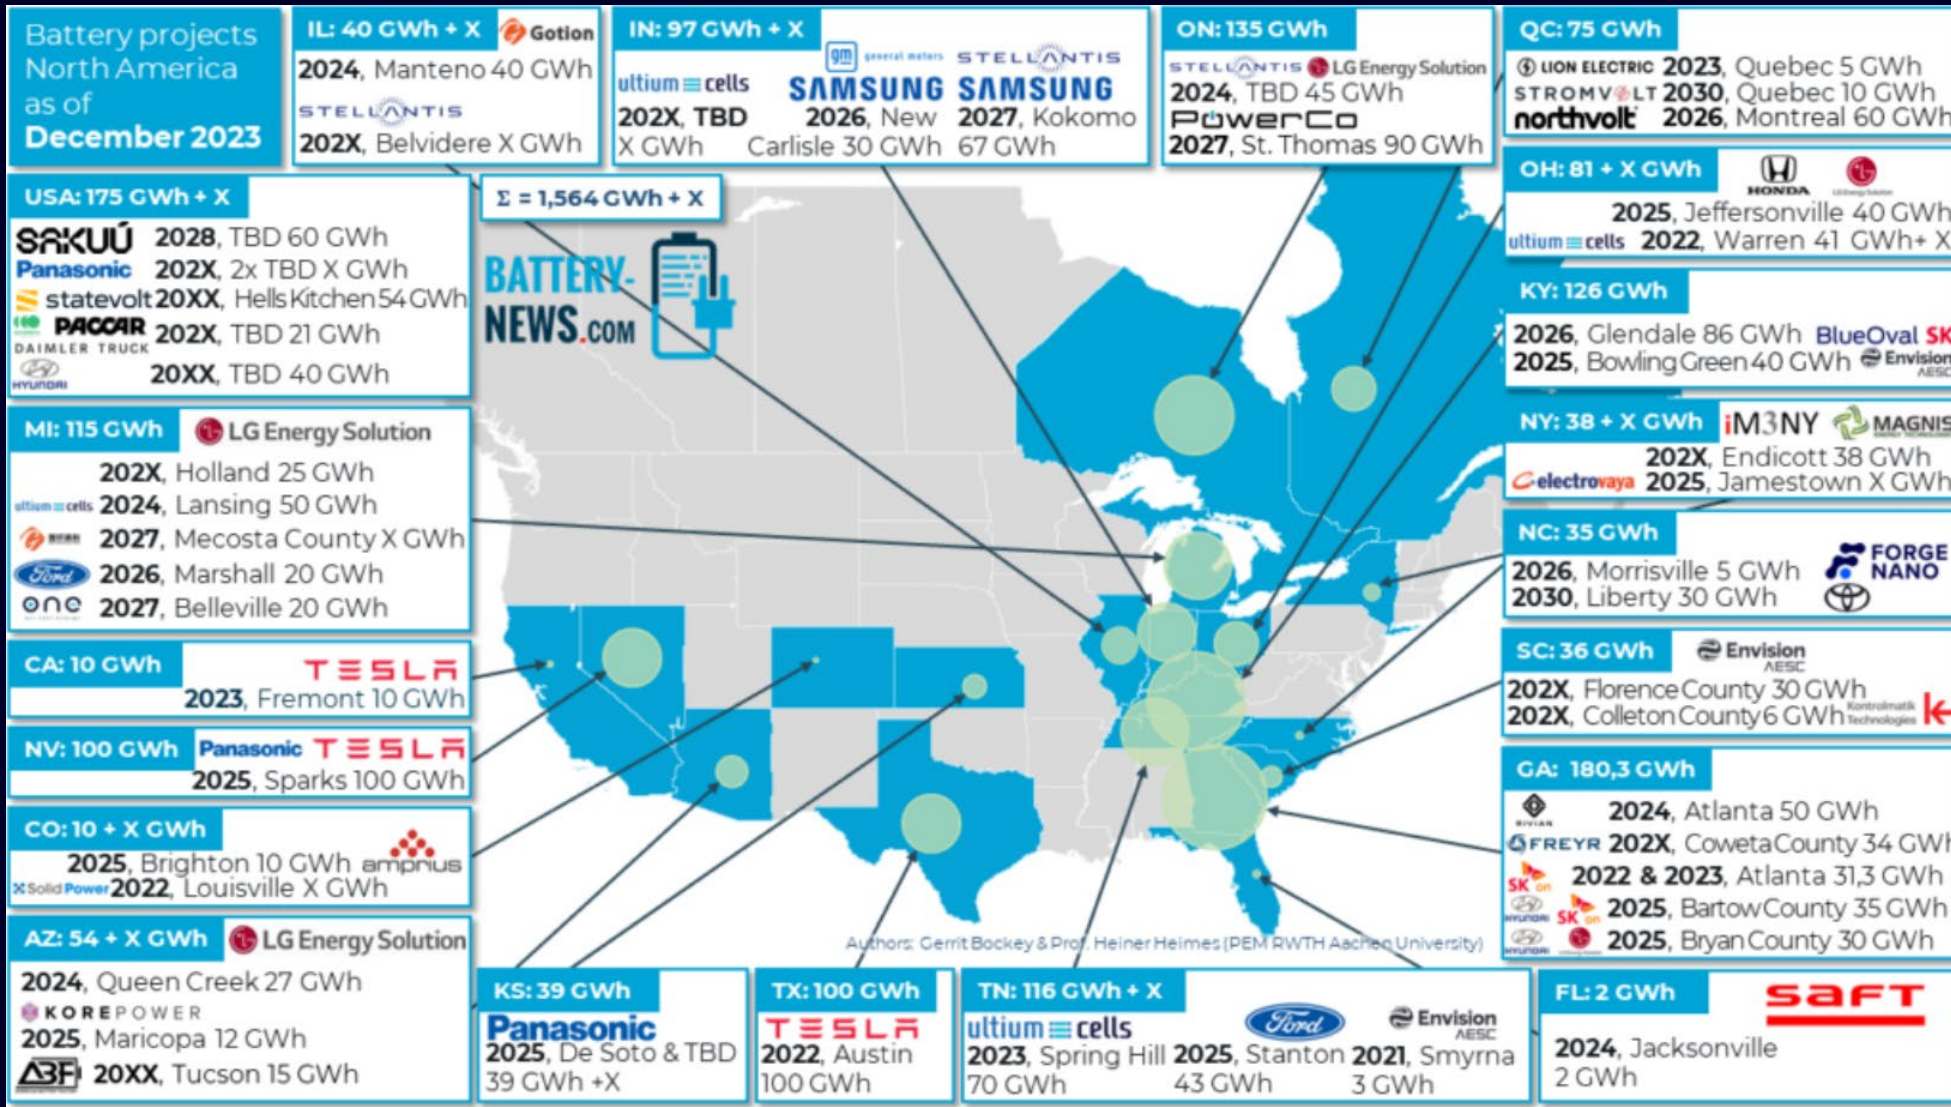 Battery projects
North America
as of
December 2023
IL: 40 GWh + X
Gotion
2024, Manteno 40 GWh
STELLANTIS
202X, Belvidere X GWh
IN: 97 GWh + X
gm general motors STELLANTIS
ultium cells SAMSUNG SAMSUNG
202X, TBD 2026, New 2027, Kokomo
X GWh Carlisle 30 GWh 67 GWh
ON: 135 GWh
STELLANTIS LG Energy Solution
2024, TBD 45 GWh
PowerCo
2027, St. Thomas 90 GWh
QC: 75 GWh
LION ELECTRIC 2023, Quebec 5 GWh
STROMVOLT 2030, Quebec 10 GWh
northvolt 2026, Montreal 60 GWh
USA: 175 GWh + X
SAKUÚ 2028, TBD 60 GWh
Panasonic 202X, 2x TBD X GWh
statevolt 20XX, Hells Kitchen 54 GWh
PACCAR 202X, TBD 21 GWh
DAIMLER TRUCK
HYUNDAI 20XX, TBD 40 GWh
Σ = 1,564 GWh + X
BATTERY-
NEWS.COM
OH: 81 + X GWh
HONDA
2025, Jeffersonville 40 GWh
ultium cells 2022, Warren 41 GWh+ X
KY: 126 GWh
2026, Glendale 86 GWh BlueOval SK
2025, Bowling Green 40 GWh Envision
AESC
MI: 115 GWh LG Energy Solution
202X, Holland 25 GWh
ultium cells 2024, Lansing 50 GWh
2027, Mecosta County X GWh
Ford 2026, Marshall 20 GWh
one 2027, Belleville 20 GWh
NY: 38 + X GWh iM3NY MAGNIS
202X, Endicott 38 GWh
electrovaya 2025, Jamestown X GWh
NC: 35 GWh
FORGE
NANO
2026, Morrisville 5 GWh
2030, Liberty 30 GWh
CA: 10 GWh
TESLA
2023, Fremont 10 GWh
SC: 36 GWh Envision
AESC
202X, Florence County 30 GWh
202X, Colleton County 6 GWh Kontrolmatik
Technologies
NV: 100 GWh Panasonic TESLA
2025, Sparks 100 GWh
GA: 180,3 GWh
RIVIAN 2024, Atlanta 50 GWh
FREYR 202X, Coweta County 34 GWh
SK on 2022 & 2023, Atlanta 31,3 GWh
HYUNDAI SK on 2025, Bartow County 35 GWh
HYUNDAI 2025, Bryan County 30 GWh
CO: 10 + X GWh
2025, Brighton 10 GWh amprius
Solid Power 2022, Louisville X GWh
AZ: 54 + X GWh LG Energy Solution
2024, Queen Creek 27 GWh
KOREPOWER
2025, Maricopa 12 GWh
ABF 20XX, Tucson 15 GWh
Authors: Gerrit Bockey & Prof. Heiner Heimes (PEM RWTH Aachen University)
KS: 39 GWh
Panasonic
2025, De Soto & TBD
39 GWh +X
TX: 100 GWh
TESLA
2022, Austin
100 GWh
TN: 116 GWh + X
ultium cells Ford Envision
AESC
2023, Spring Hill 2025, Stanton 2021, Smyrna
70 GWh 43 GWh 3 GWh
FL: 2 GWh
saft
2024, Jacksonville
2 GWh